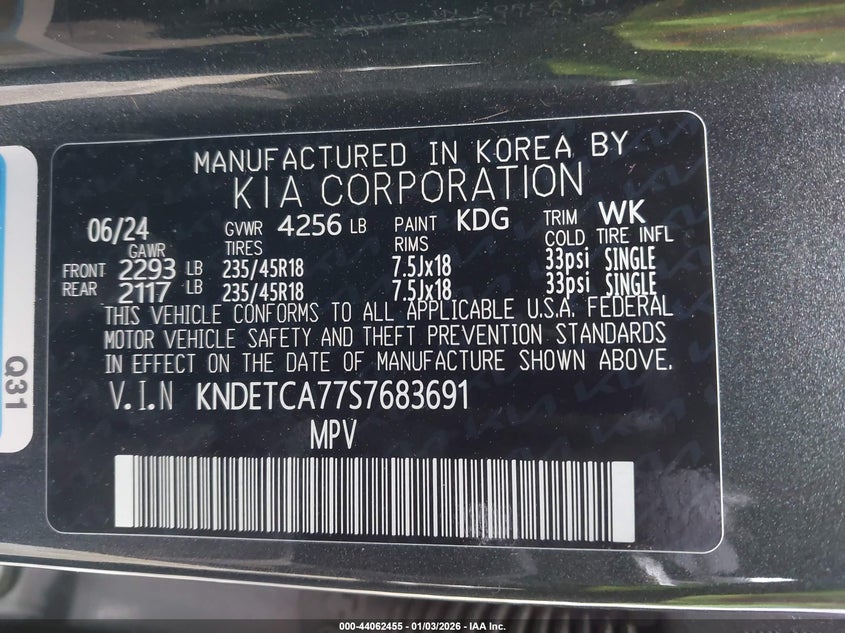 MANUFACTURED IN KOREA BY
KIA CORPORATION
06/24 GVWR 4256 LB PAINT KDG TRIM WK
GAWR TIRES RIMS COLD TIRE INFL
FRONT 2293 LB 235/45R18 7.5Jx18 33psi SINGLE
REAR 2117 LB 235/45R18 7.5Jx18 33psi SINGLE
THIS VEHICLE CONFORMS TO ALL APPLICABLE U.S.A. FEDERAL
MOTOR VEHICLE SAFETY AND THEFT PREVENTION STANDARDS
IN EFFECT ON THE DATE OF MANUFACTURE SHOWN ABOVE.
V.I.N KNDETCA77S7683691
MPV
Q31
000-44062455 - 01/03/2026 - IAA Inc.